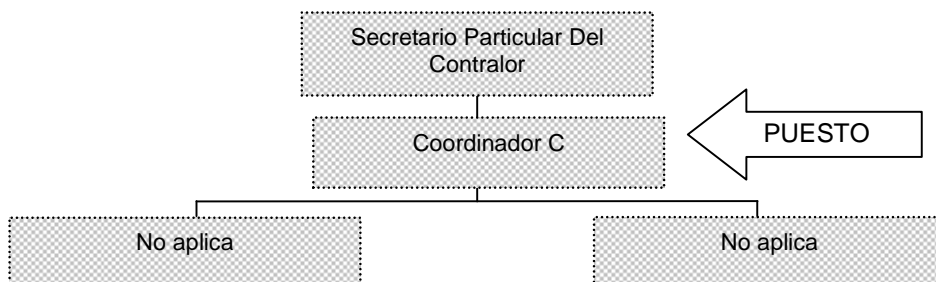 Secretario Particular Del
Contralor
Coordinador C
PUESTO
No aplica
No aplica